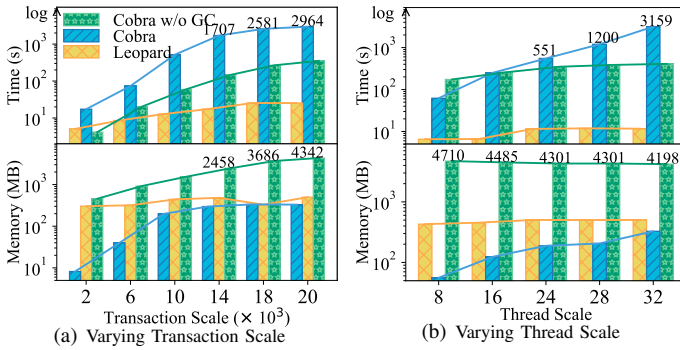 log
Cobra w/o GC
Cobra
Leopard
1707
2581
2964
Time (s)
10³
10²
10¹
2458
3686
4342
Memory (MB)
10³
10²
10¹
2 6 10 14 18 20
Transaction Scale (× 10³)
(a) Varying Transaction Scale
log
551
1200
3159
Time (s)
10³
10²
10¹
4710 4485 4301 4301 4198
Memory (MB)
10³
10²
8 16 24 28 32
Thread Scale
(b) Varying Thread Scale